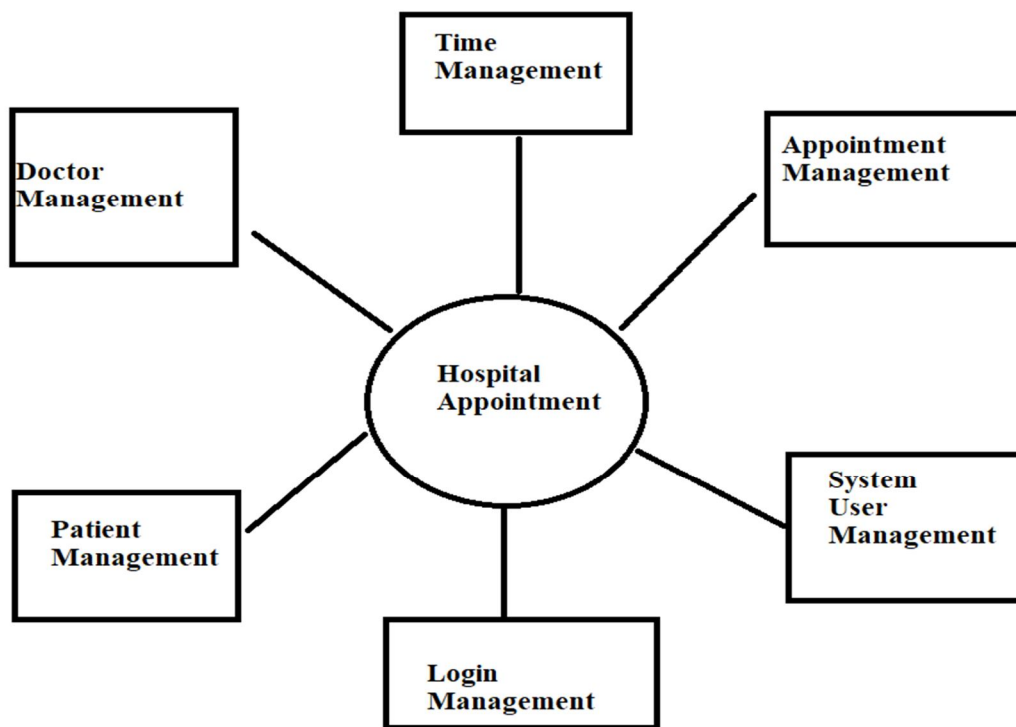 Time
Management
Doctor
Management
Appointment
Management
Hospital
Appointment
Patient
Management
System
User
Management
Login
Management